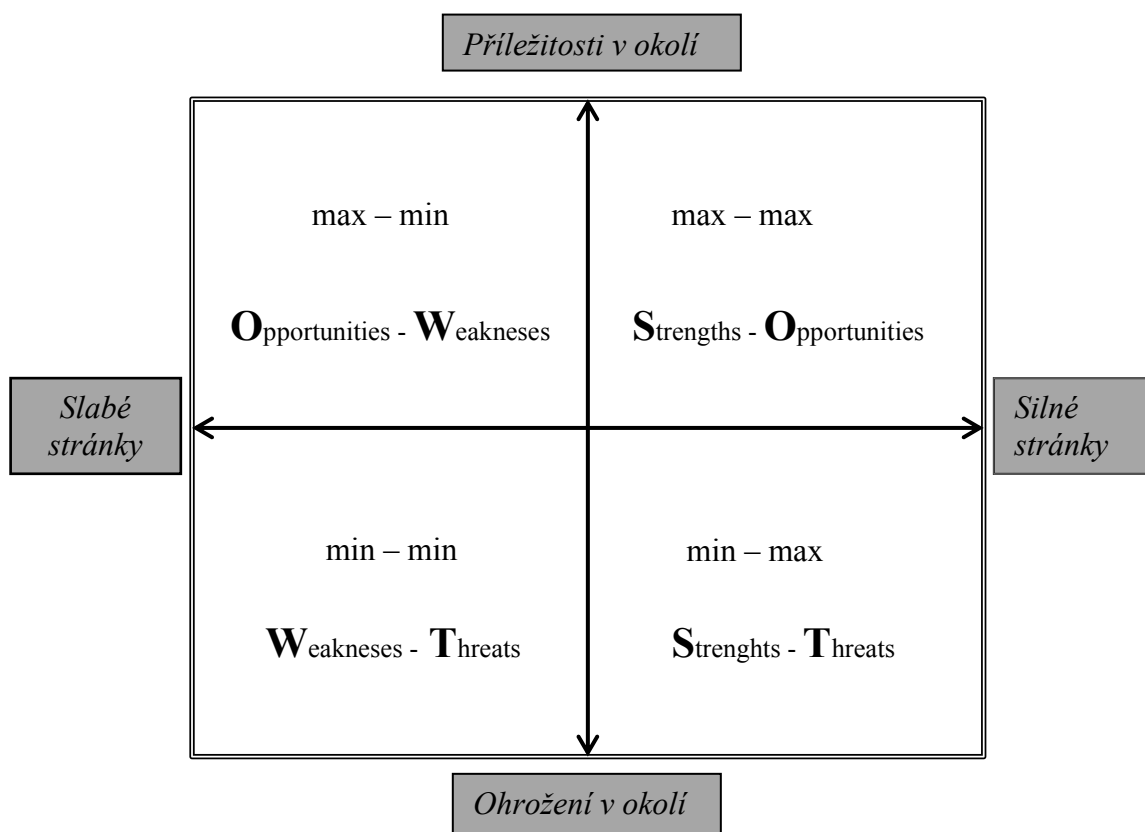 Příležitosti v okolí
max – min
max – max
Opportunities - Weakneses
Strengths - Opportunities
Slabé
stránky
Silné
stránky
min – min
min – max
Weakneses - Threats
Strenghts - Threats
Ohrožení v okolí